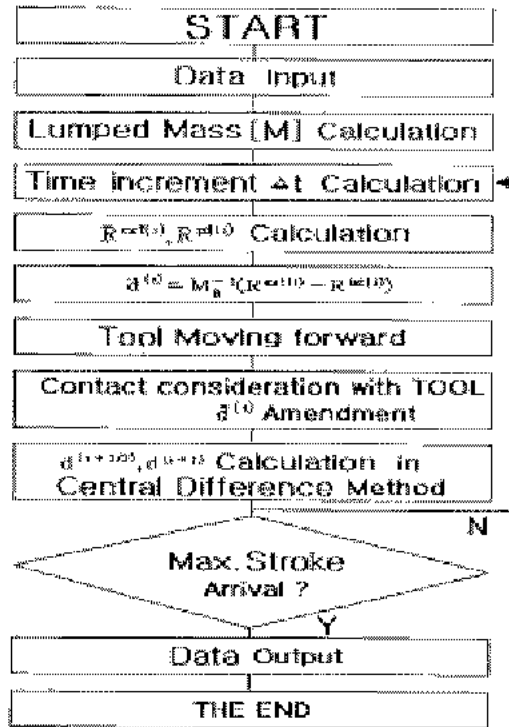 START
Data Input
Lumped Mass [M] Calculation
Time increment Δt Calculation
Calculation
Tool Moving forward
Contact consideration with TOOL
Amendment
Calculation in
Central Difference Method
N
Max. Stroke
Arrival ?
Y
Data Output
THE END